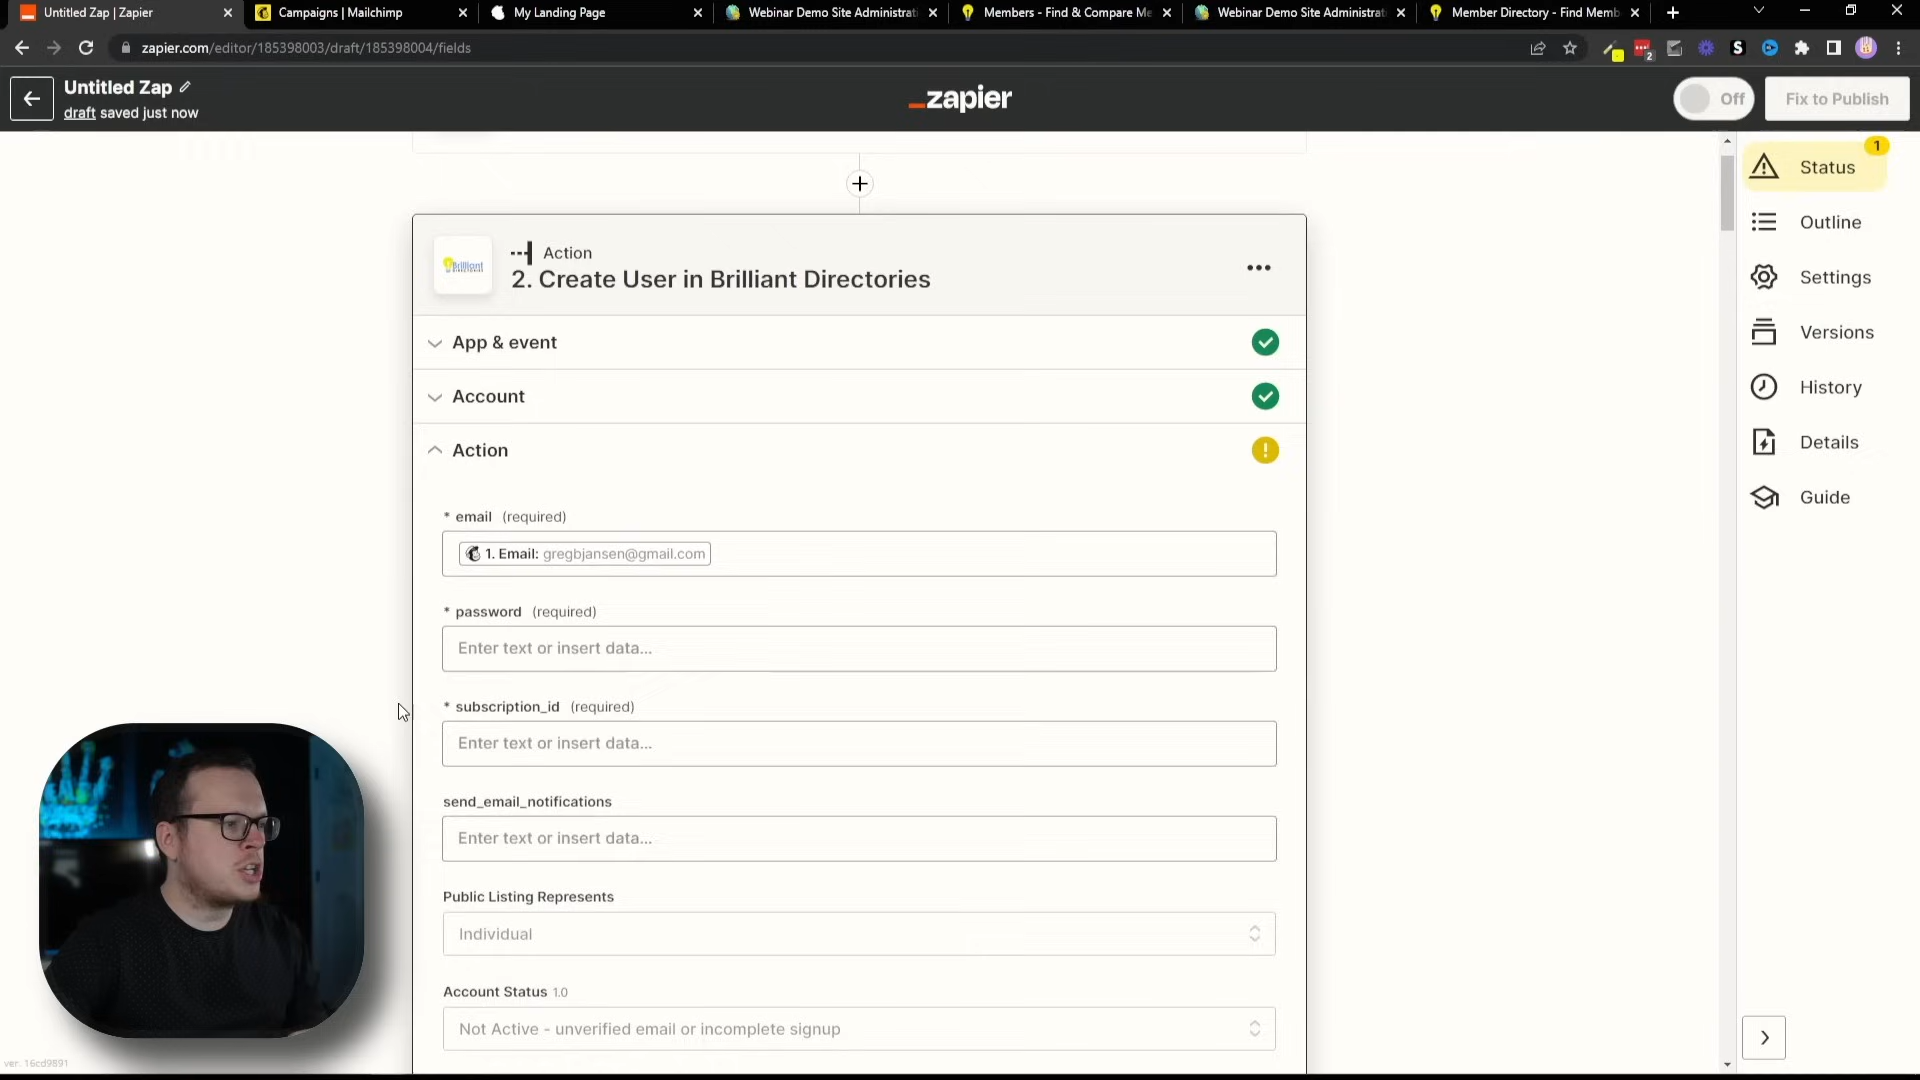 Untitled Zap | Zapier
Campaigns | Mailchimp
My Landing Page
Webinar Demo Site Administrati
Members - Find & Compare Me
Webinar Demo Site Administrat
Member Directory - Find Memb
zapier.com/editor/185398003/draft/185398004/fields
2
S
Untitled Zap
draft saved just now
_zapier
Off
Fix to Publish
1
Status
Outline
Settings
Versions
History
Details
Guide
Brilliant
DIRECTORIES
Action
2. Create User in Brilliant Directories
App & event
Account
Action
* email (required)
1. Email: gregbjansen@gmail.com
* password (required)
Enter text or insert data...
* subscription_id (required)
Enter text or insert data...
send_email_notifications
Enter text or insert data...
Public Listing Represents
Individual
Account Status 1.0
Not Active - unverified email or incomplete signup
ver. 16cd9891